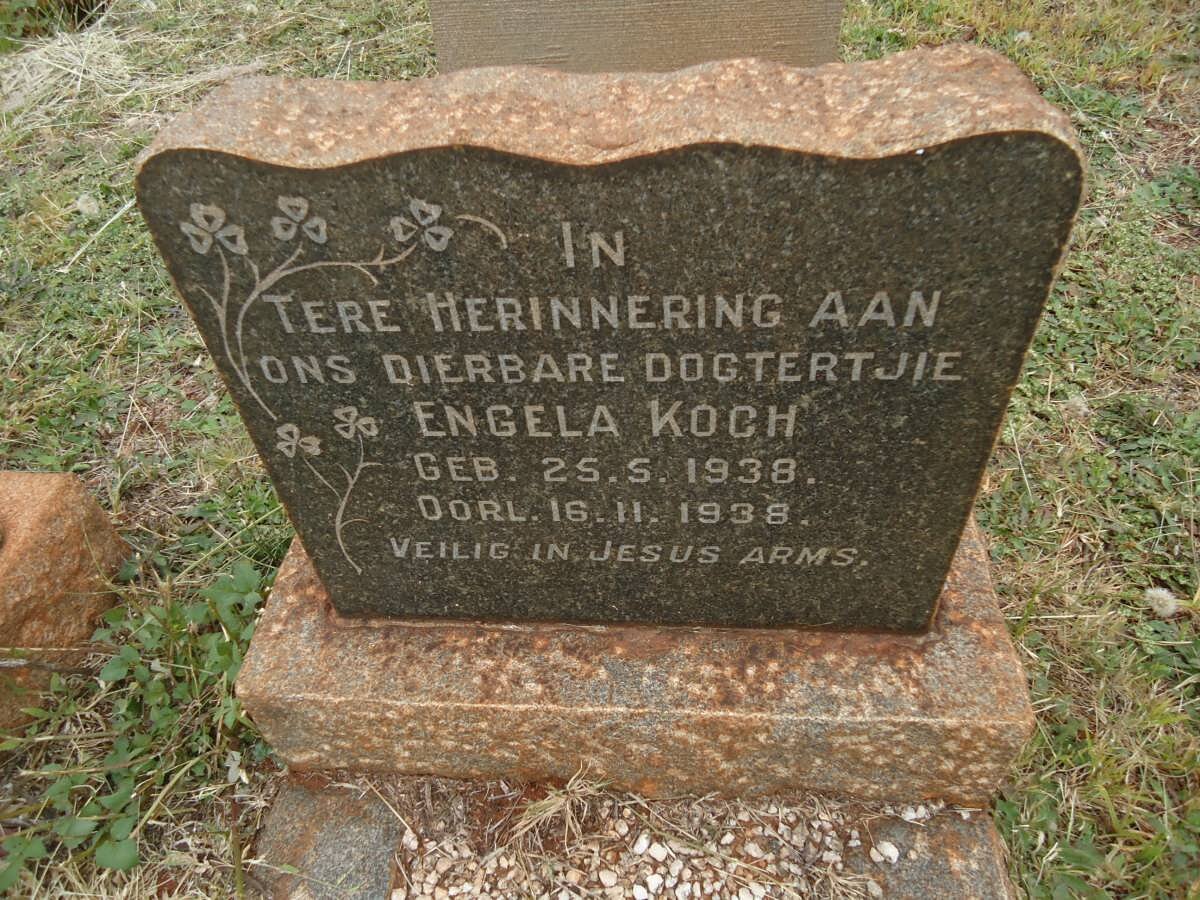 In
Tere Herinnering aan
ons dierbare dogtertjie
Engela Koch
Geb. 25.5.1938.
Oorl. 16.11.1938.
Veilig in Jesus arms.